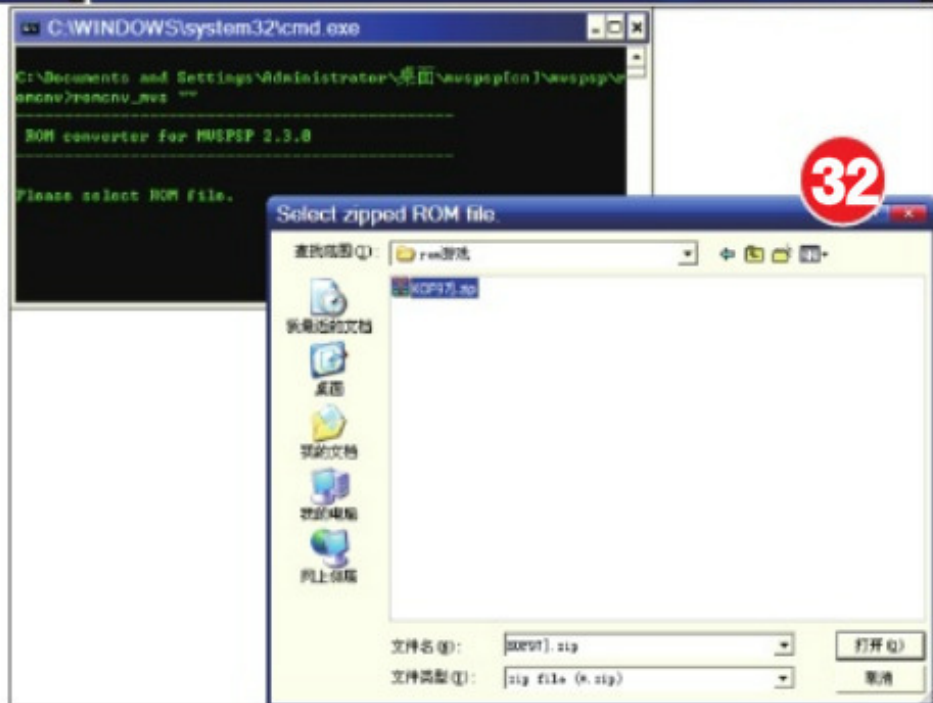 C:\WINDOWS\system32\cmd.exe
C:\Documents and Settings\Administrator\桌面\mvspsp[cn]\mvspsp\r
omcnv>romcnv_mvs ""
ROM converter for MVSPSP 2.3.0
Please select ROM file.
32
Select zipped ROM file.
查找范围(I):
rom游戏
KOF97].zip
我最近的文档
桌面
我的文档
我的电脑
网上邻居
文件名(N):
KOF97].zip
打开(O)
文件类型(T):
zip file (*.zip)
取消